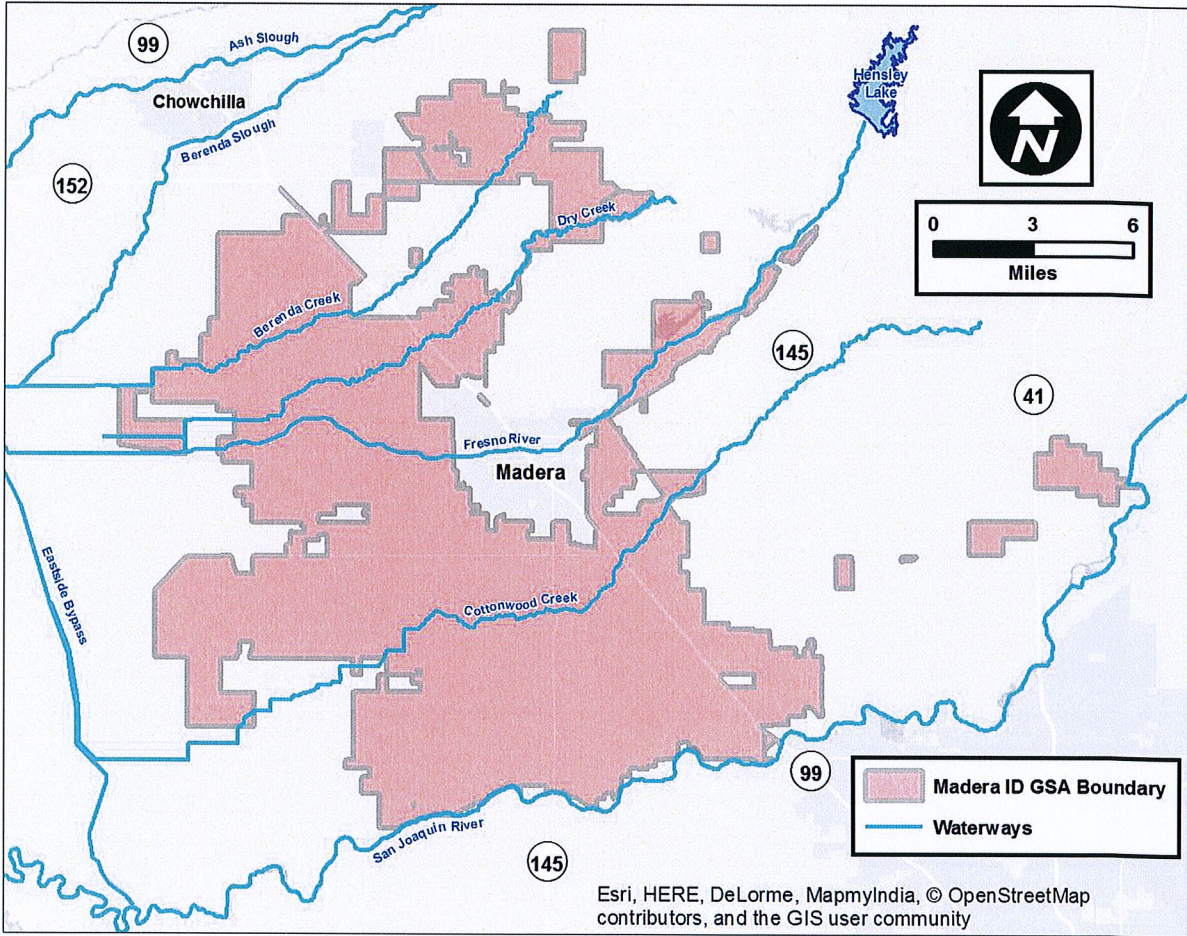 99
Ash Slough
Hensley
Lake
Chowchilla
Berenda Slough
N
152
Dry Creek
0 3 6
Miles
Berenda Creek
145
41
Fresno River
Madera
Eastside Bypass
Cottonwood Creek
99
Madera ID GSA Boundary
Waterways
San Joaquin River
145
Esri, HERE, DeLorme, MapmyIndia, © OpenStreetMap
contributors, and the GIS user community